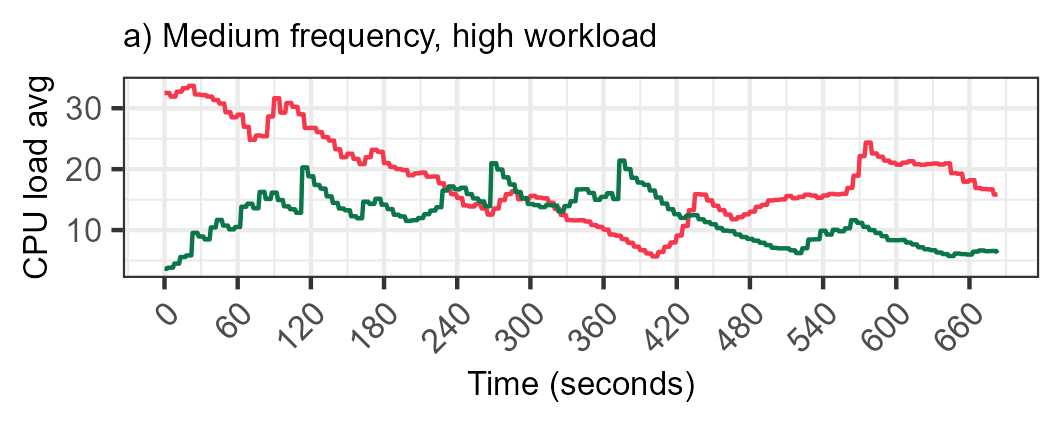 a) Medium frequency, high workload
CPU load avg
30
20
10
0 60 120 180 240 300 360 420 480 540 600 660
Time (seconds)